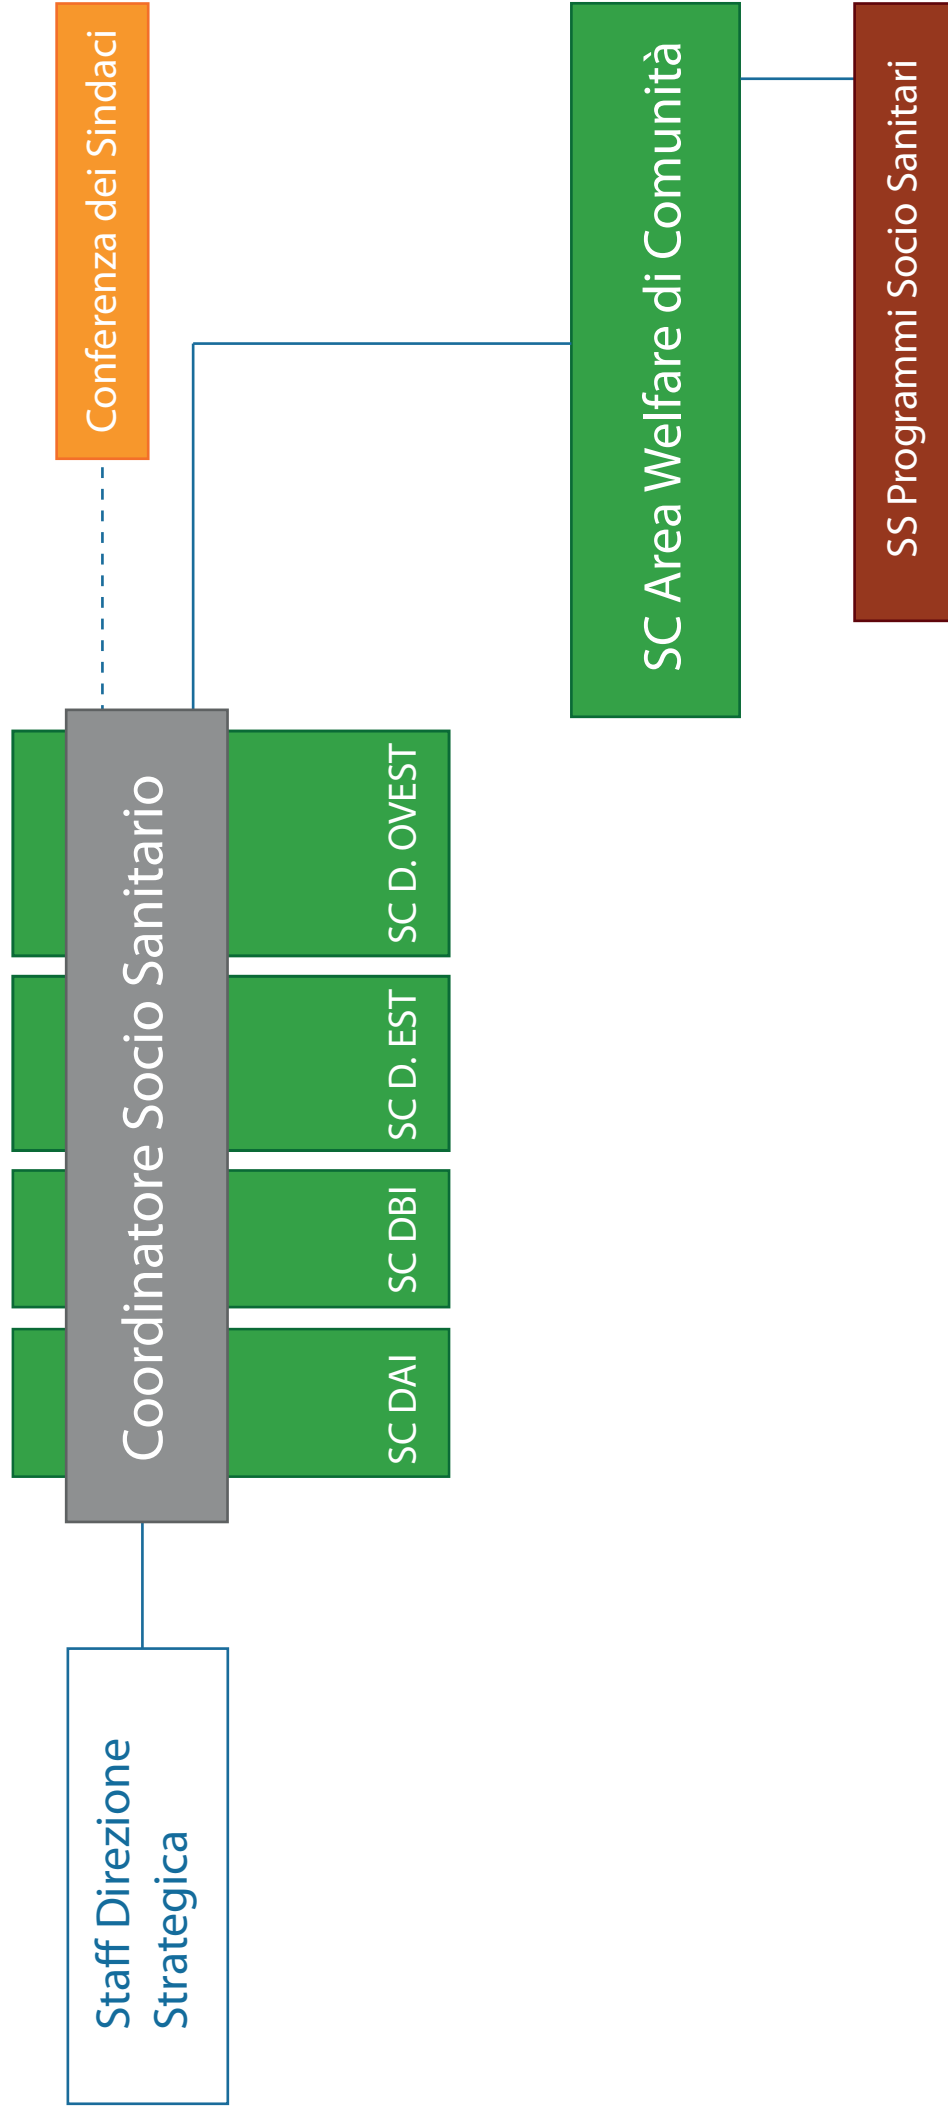 Staff Direzione
Strategica
Coordinatore Socio Sanitario
Conferenza dei Sindaci
SC DAI
SC DBI
SC D. EST
SC D. OVEST
SC Area Welfare di Comunità
SS Programmi Socio Sanitari